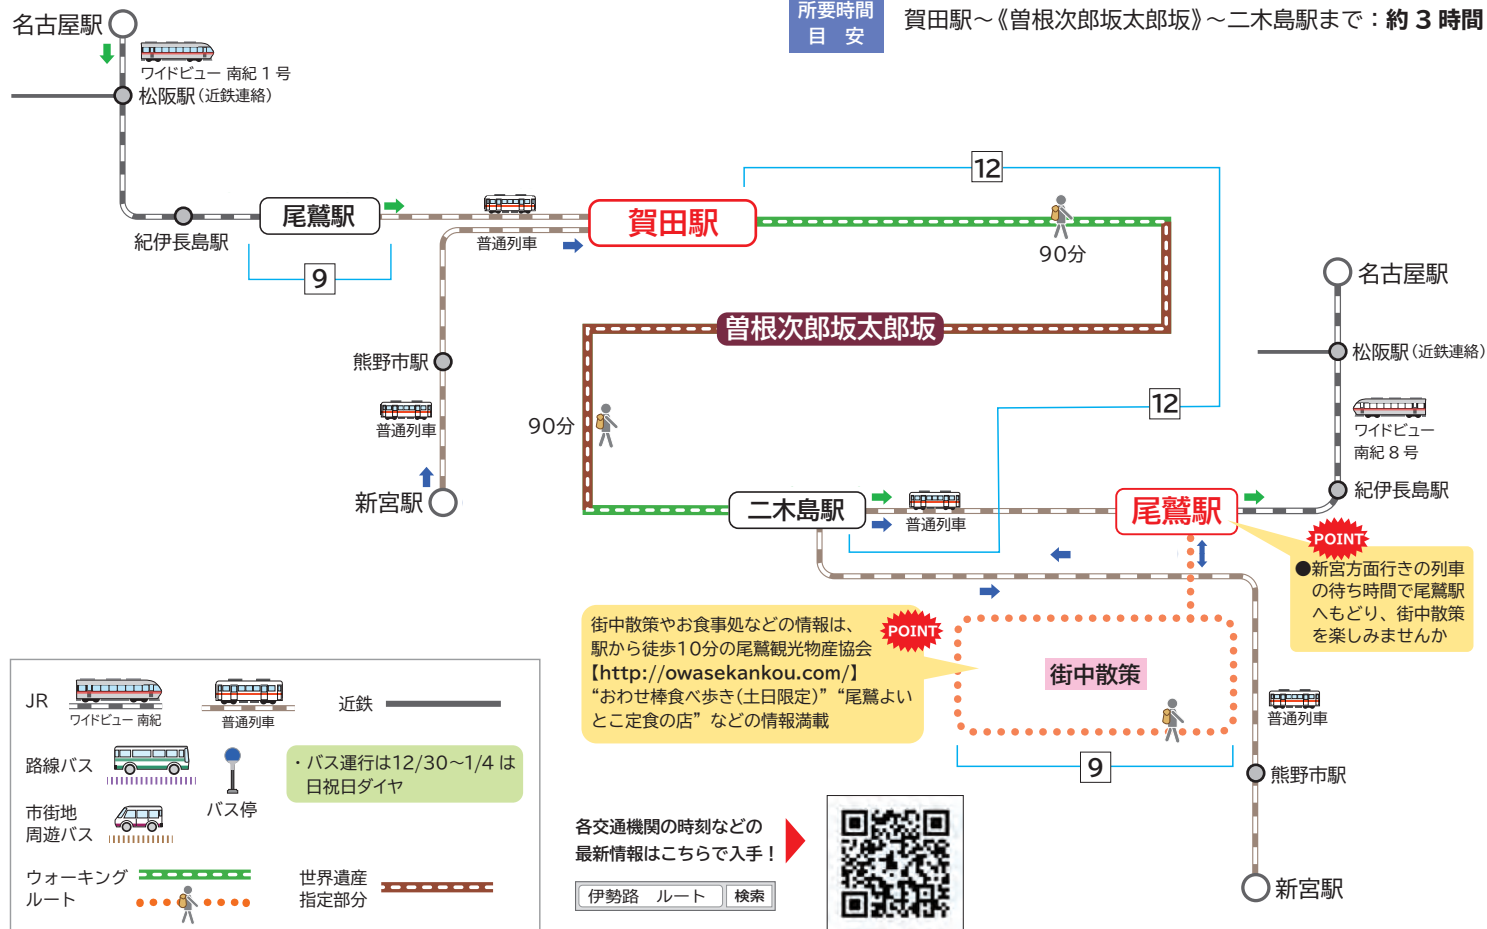 所要時間
目 安
賀田駅～《曽根次郎坂太郎坂》～二木島駅まで：約３時間
名古屋駅
ワイドビュー 南紀 1 号
松阪駅（近鉄連絡）
紀伊長島駅
尾鷲駅
9
普通列車
賀田駅
12
90分
曽根次郎坂太郎坂
熊野市駅
普通列車
新宮駅
90分
12
二木島駅
普通列車
尾鷲駅
名古屋駅
松阪駅（近鉄連絡）
ワイドビュー
南紀 8 号
紀伊長島駅
POINT
●新宮方面行きの列車
の待ち時間で尾鷲駅
へもどり、街中散策
を楽しみませんか
POINT
街中散策やお食事処などの情報は、
駅から徒歩10分の尾鷲観光物産協会
【http://owasekankou.com/】
“おわせ棒食べ歩き(土日限定)”“尾鷲よい
とこ定食の店”などの情報満載
街中散策
9
普通列車
熊野市駅
新宮駅
JR
ワイドビュー 南紀
普通列車
近鉄
路線バス
バス停
・バス運行は12/30～1/4 は
日祝日ダイヤ
市街地
周遊バス
ウォーキング
ルート
世界遺産
指定部分
各交通機関の時刻などの
最新情報はこちらで入手！
伊勢路 ルート 検索